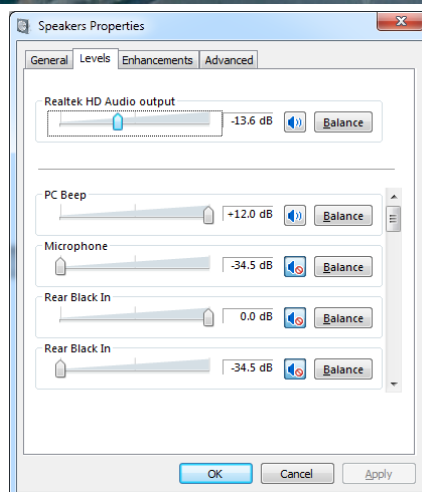 Speakers Properties
General Levels Enhancements Advanced
Realtek HD Audio output
-13.6 dB Balance
PC Beep
+12.0 dB Balance
Microphone
-34.5 dB Balance
Rear Black In
0.0 dB Balance
Rear Black In
-34.5 dB Balance
OK Cancel Apply